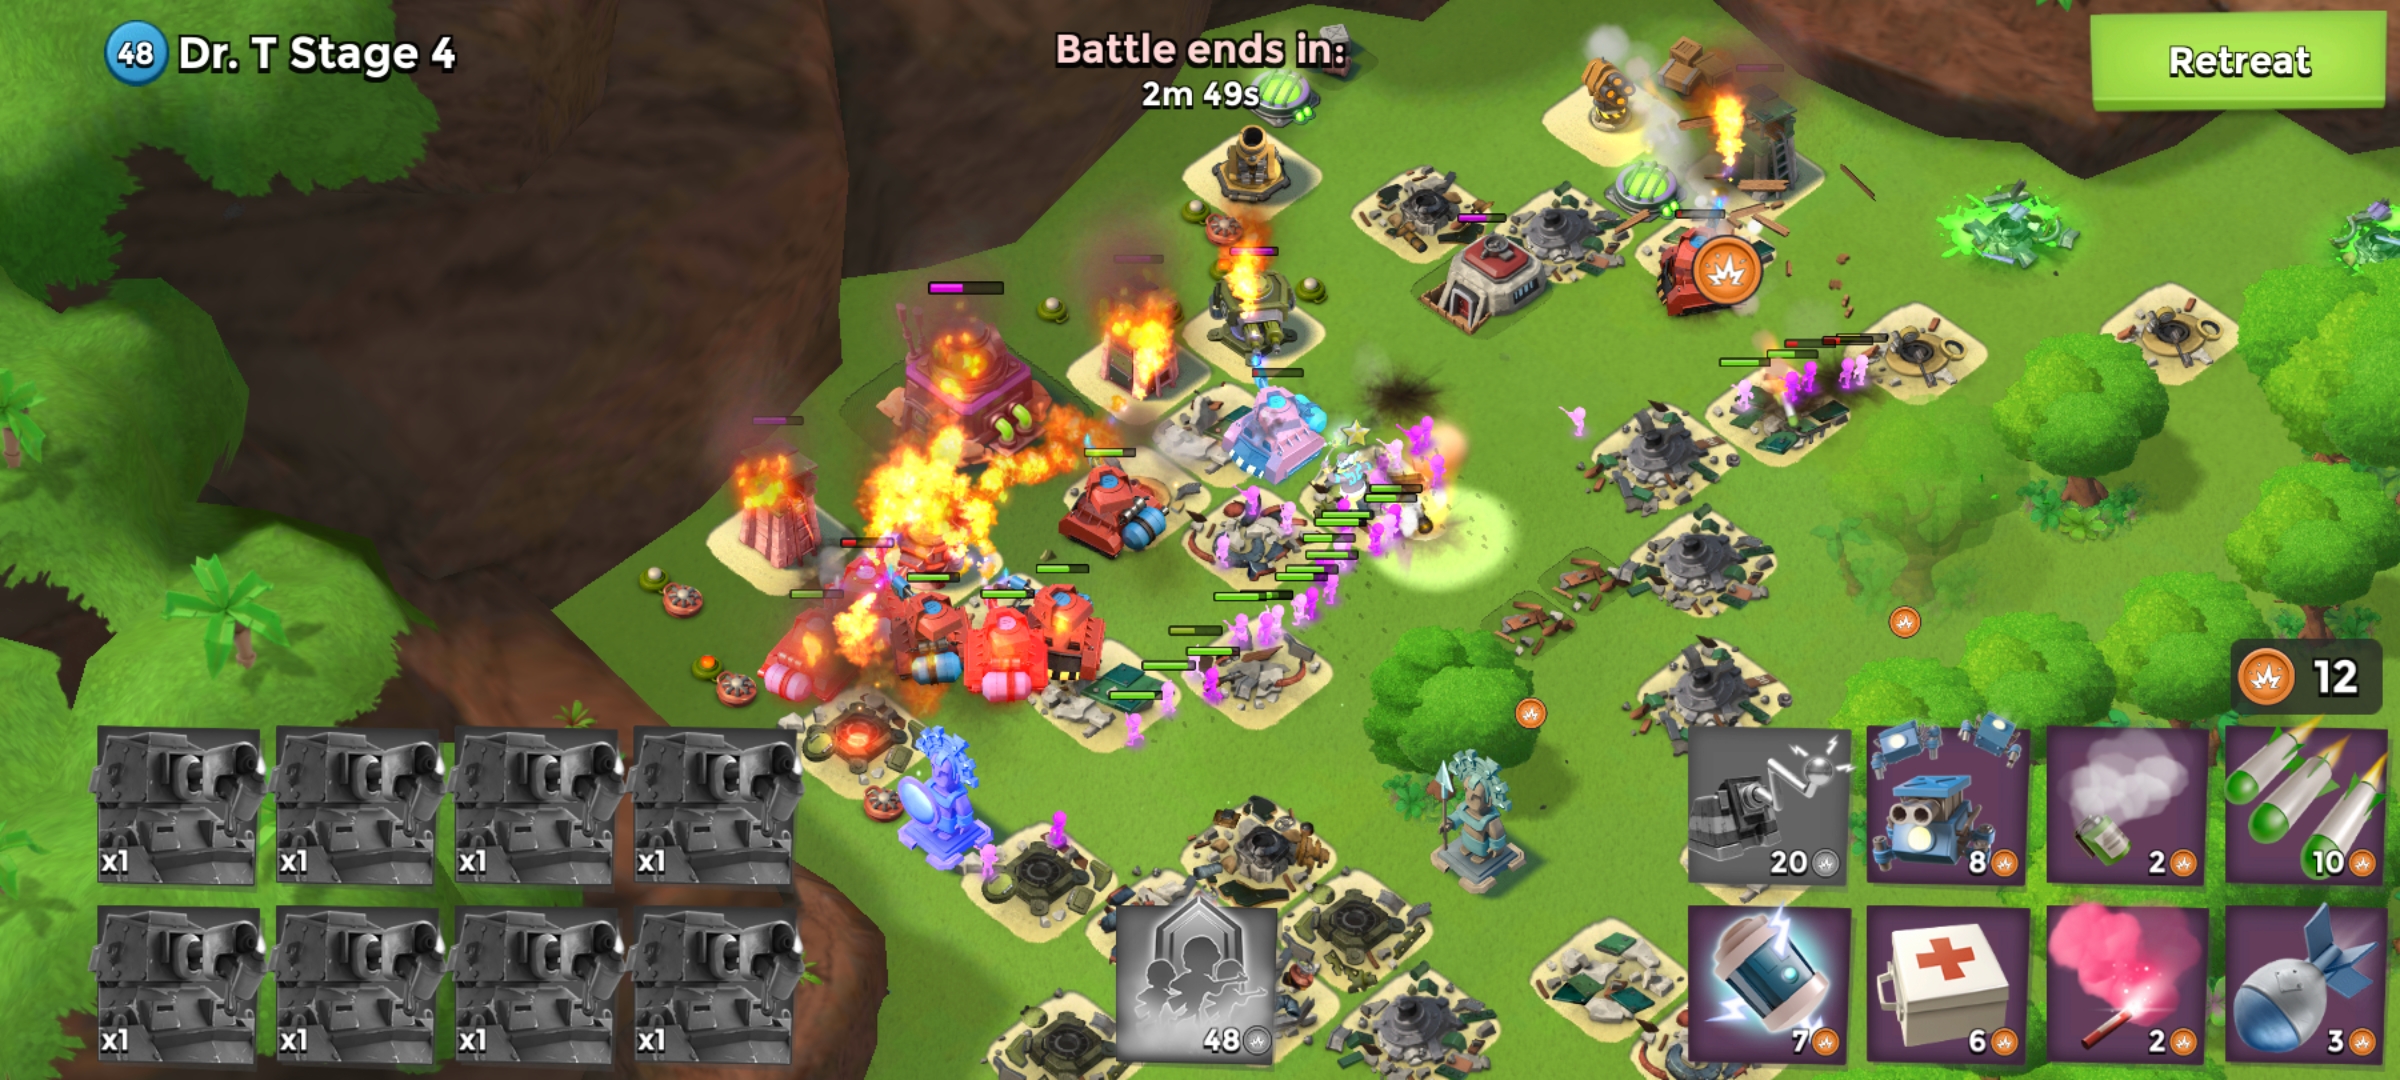 48 Dr. T Stage 4
Battle ends in:
2m 49s
Retreat
12
x1 x1 x1 x1
20 8 2 10
x1 x1 x1 x1
48
7 6 2 3